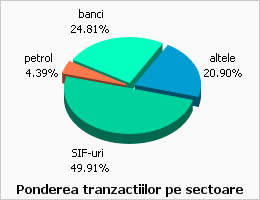 banci
24.81%
petrol
4.39%
altele
20.90%
SIF-uri
49.91%
Ponderea tranzactiilor pe sectoare